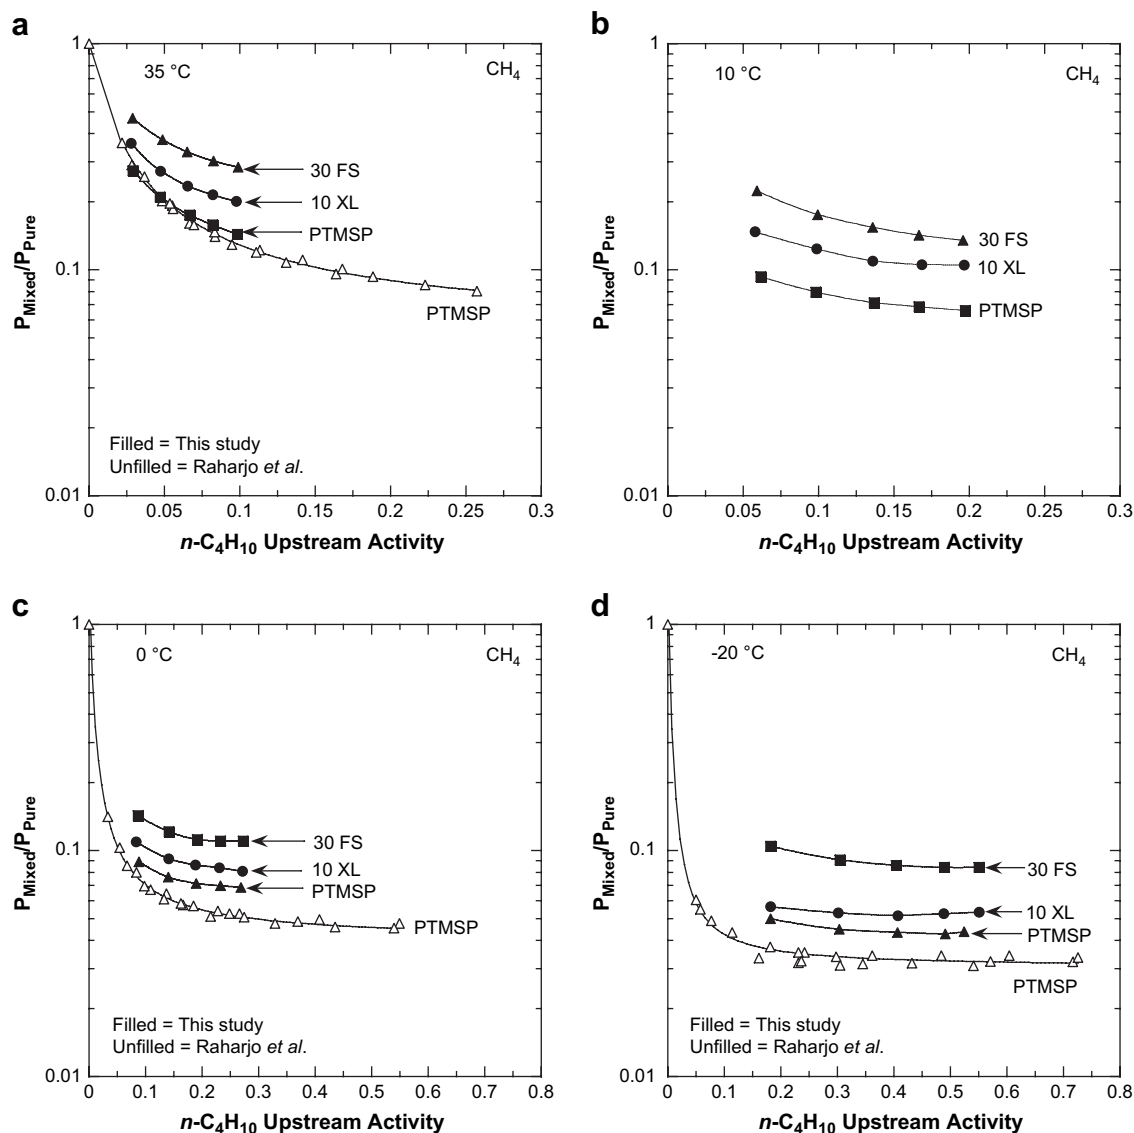 a
1
35 °C
CH4
30 FS
10 XL
PTMSP
0.1
PTMSP
PMixed/PPure
Filled = This study
Unfilled = Raharjo et al.
0.01
0 0.05 0.1 0.15 0.2 0.25 0.3
n-C4H10 Upstream Activity
b
1
10 °C
CH4
30 FS
10 XL
0.1
PTMSP
PMixed/PPure
0.01
0 0.05 0.1 0.15 0.2 0.25 0.3
n-C4H10 Upstream Activity
c
1
0 °C
CH4
0.1
30 FS
10 XL
PTMSP
PTMSP
PMixed/PPure
Filled = This study
Unfilled = Raharjo et al.
0.01
0 0.1 0.2 0.3 0.4 0.5 0.6 0.7 0.8
n-C4H10 Upstream Activity
d
1
-20 °C
CH4
0.1
30 FS
10 XL
PTMSP
PTMSP
PMixed/PPure
Filled = This study
Unfilled = Raharjo et al.
0.01
0 0.1 0.2 0.3 0.4 0.5 0.6 0.7 0.8
n-C4H10 Upstream Activity